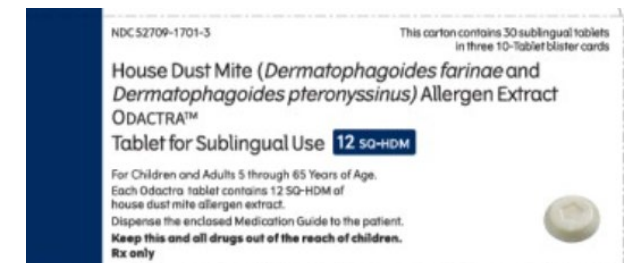 NDC 52709-1701-3
This carton contains 30 sublingual tablets
in three 10-Tablet blister cards
House Dust Mite (Dermatophagoides farinae and
Dermatophagoides pteronyssinus) Allergen Extract
ODACTRA™
Tablet for Sublingual Use 12 SQ-HDM
For Children and Adults 5 through 65 Years of Age.
Each Odactra tablet contains 12 SQ-HDM of
house dust mite allergen extract.
Dispense the enclosed Medication Guide to the patient.
Keep this and all drugs out of the reach of children.
Rx only